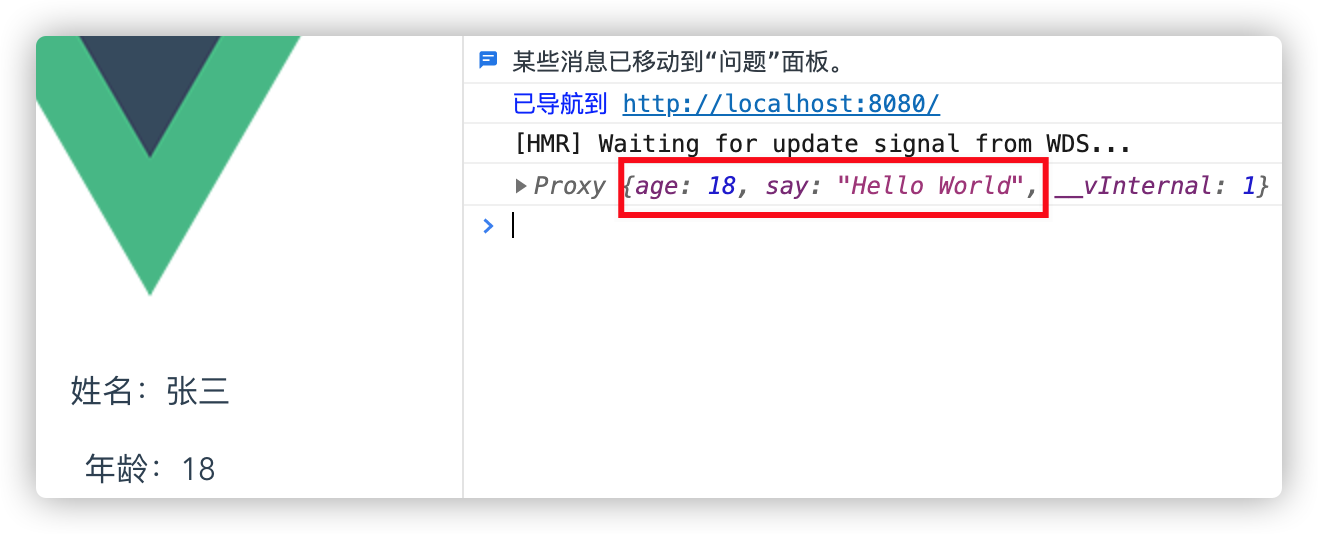 某些消息已移动到“问题”面板。
已导航到 http://localhost:8080/
[HMR] Waiting for update signal from WDS...
Proxy {age: 18, say: "Hello World", __vInternal: 1}
姓名：张三
年龄：18